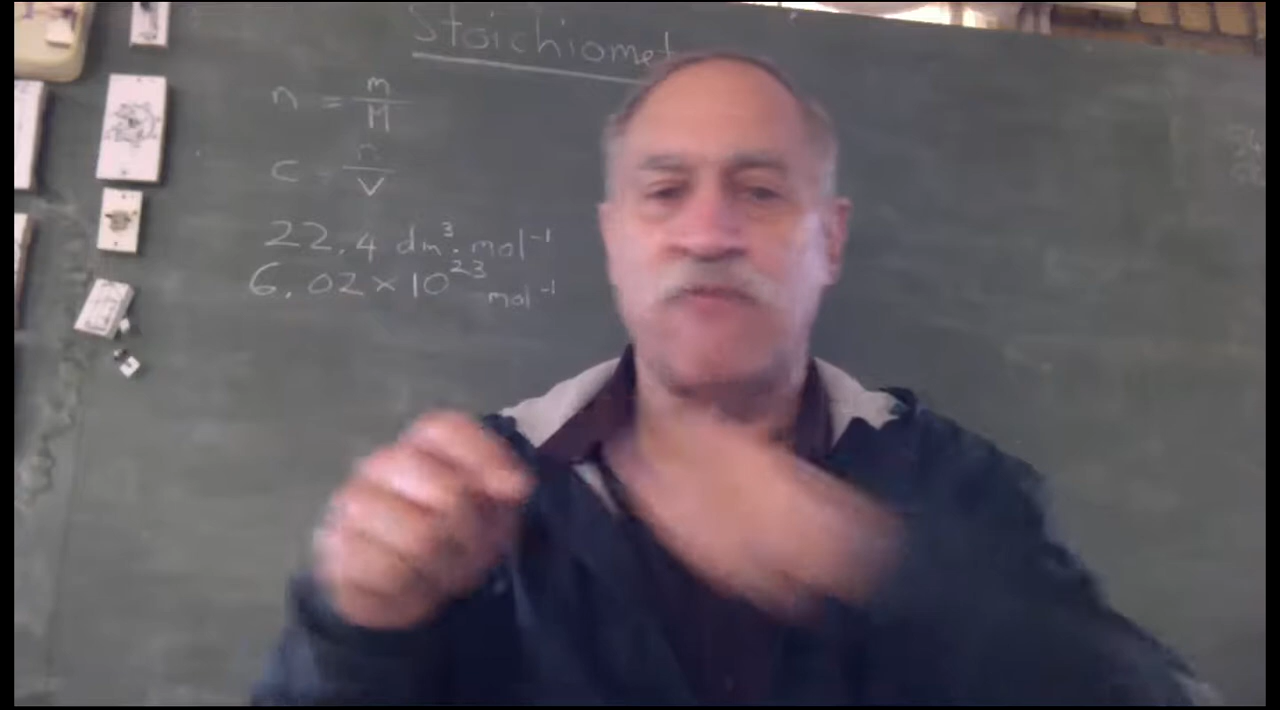 Stoichiomet
n = m/M
c = n/V
22.4 dm³. mol⁻¹
6.02 × 10²³ mol⁻¹